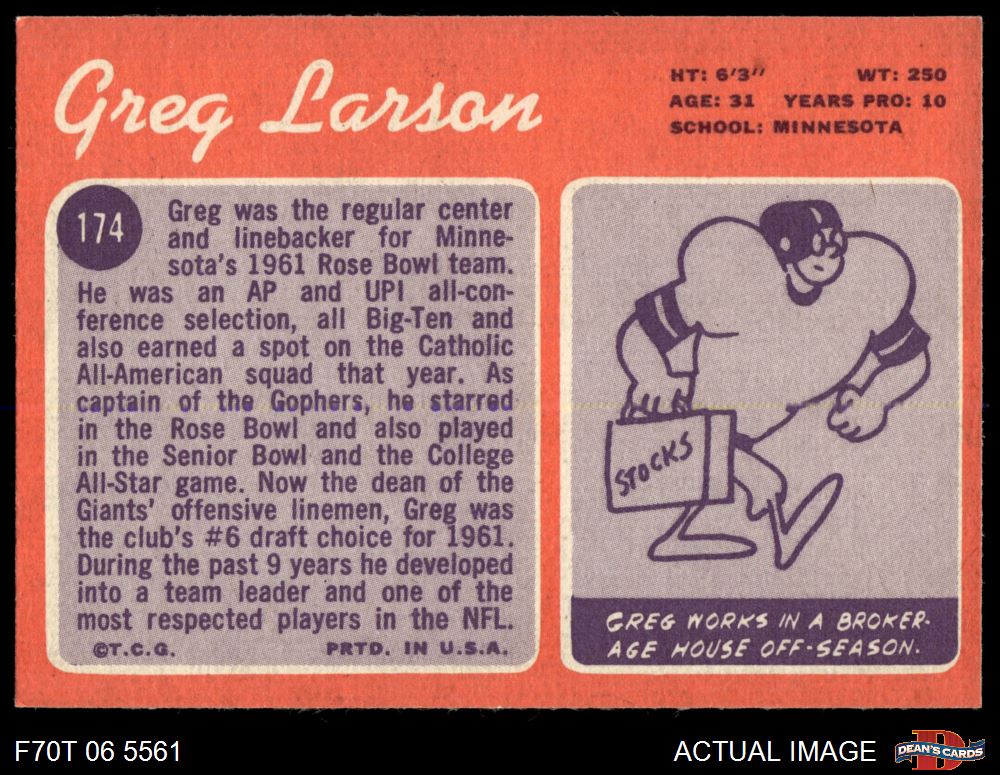 Greg Larson
HT: 6'3" WT: 250
AGE: 31 YEARS PRO: 10
SCHOOL: MINNESOTA
174
Greg was the regular center
and linebacker for Minne-
sota's 1961 Rose Bowl team.
He was an AP and UPI all-con-
ference selection, all Big-Ten and
also earned a spot on the Catholic
All-American squad that year. As
captain of the Gophers, he starred
in the Rose Bowl and also played
in the Senior Bowl and the College
All-Star game. Now the dean of the
Giants' offensive linemen, Greg was
the club's #6 draft choice for 1961.
During the past 9 years he developed
into a team leader and one of the
most respected players in the NFL.
©T.C.G. PRTD. IN U.S.A.
STOCKS
GREG WORKS IN A BROKER-
AGE HOUSE OFF-SEASON.
F70T 06 5561
ACTUAL IMAGE
DEAN'S CARDS